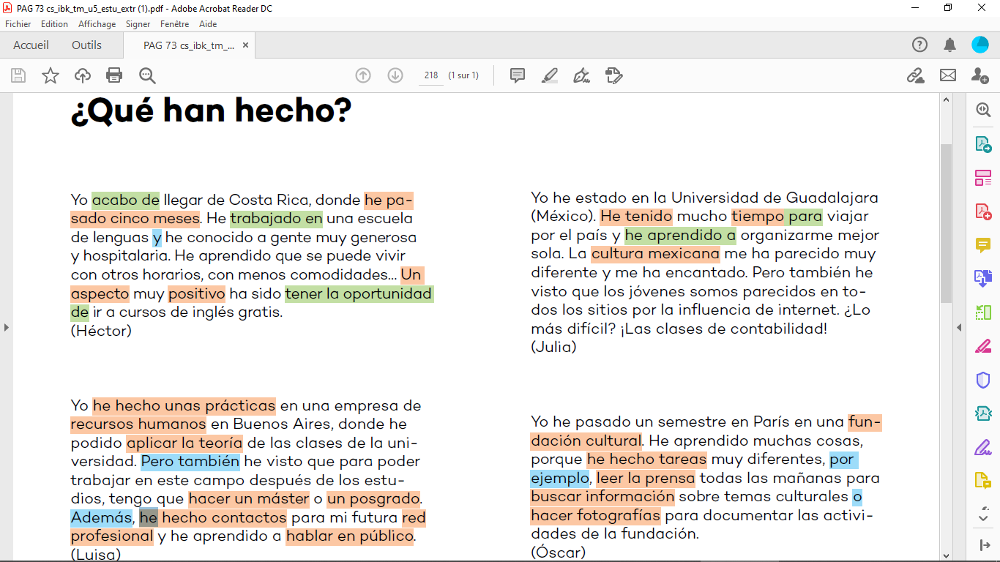 PAG 73 cs_ibk_tm_u5_estu_extr (1).pdf - Adobe Acrobat Reader DC
Fichier Edition Affichage Signer Fenêtre Aide
Accueil Outils PAG 73 cs_ibk_tm_... ×
218 (1 sur 1)
¿Qué han hecho?
Yo acabo de llegar de Costa Rica, donde he pa-
sado cinco meses. He trabajado en una escuela
de lenguas y he conocido a gente muy generosa
y hospitalaria. He aprendido que se puede vivir
con otros horarios, con menos comodidades... Un
aspecto muy positivo ha sido tener la oportunidad
de ir a cursos de inglés gratis.
(Héctor)
Yo he hecho unas prácticas en una empresa de
recursos humanos en Buenos Aires, donde he
podido aplicar la teoría de las clases de la uni-
versidad. Pero también he visto que para poder
trabajar en este campo después de los estu-
dios, tengo que hacer un máster o un posgrado.
Además, he hecho contactos para mi futura red
profesional y he aprendido a hablar en público.
(Luisa)
Yo he estado en la Universidad de Guadalajara
(México). He tenido mucho tiempo para viajar
por el país y he aprendido a organizarme mejor
sola. La cultura mexicana me ha parecido muy
diferente y me ha encantado. Pero también he
visto que los jóvenes somos parecidos en to-
dos los sitios por la influencia de internet. ¿Lo
más difícil? ¡Las clases de contabilidad!
(Julia)
Yo he pasado un semestre en París en una fun-
dación cultural. He aprendido muchas cosas,
porque he hecho tareas muy diferentes, por
ejemplo, leer la prensa todas las mañanas para
buscar información sobre temas culturales o
hacer fotografías para documentar las activi-
dades de la fundación.
(Óscar)